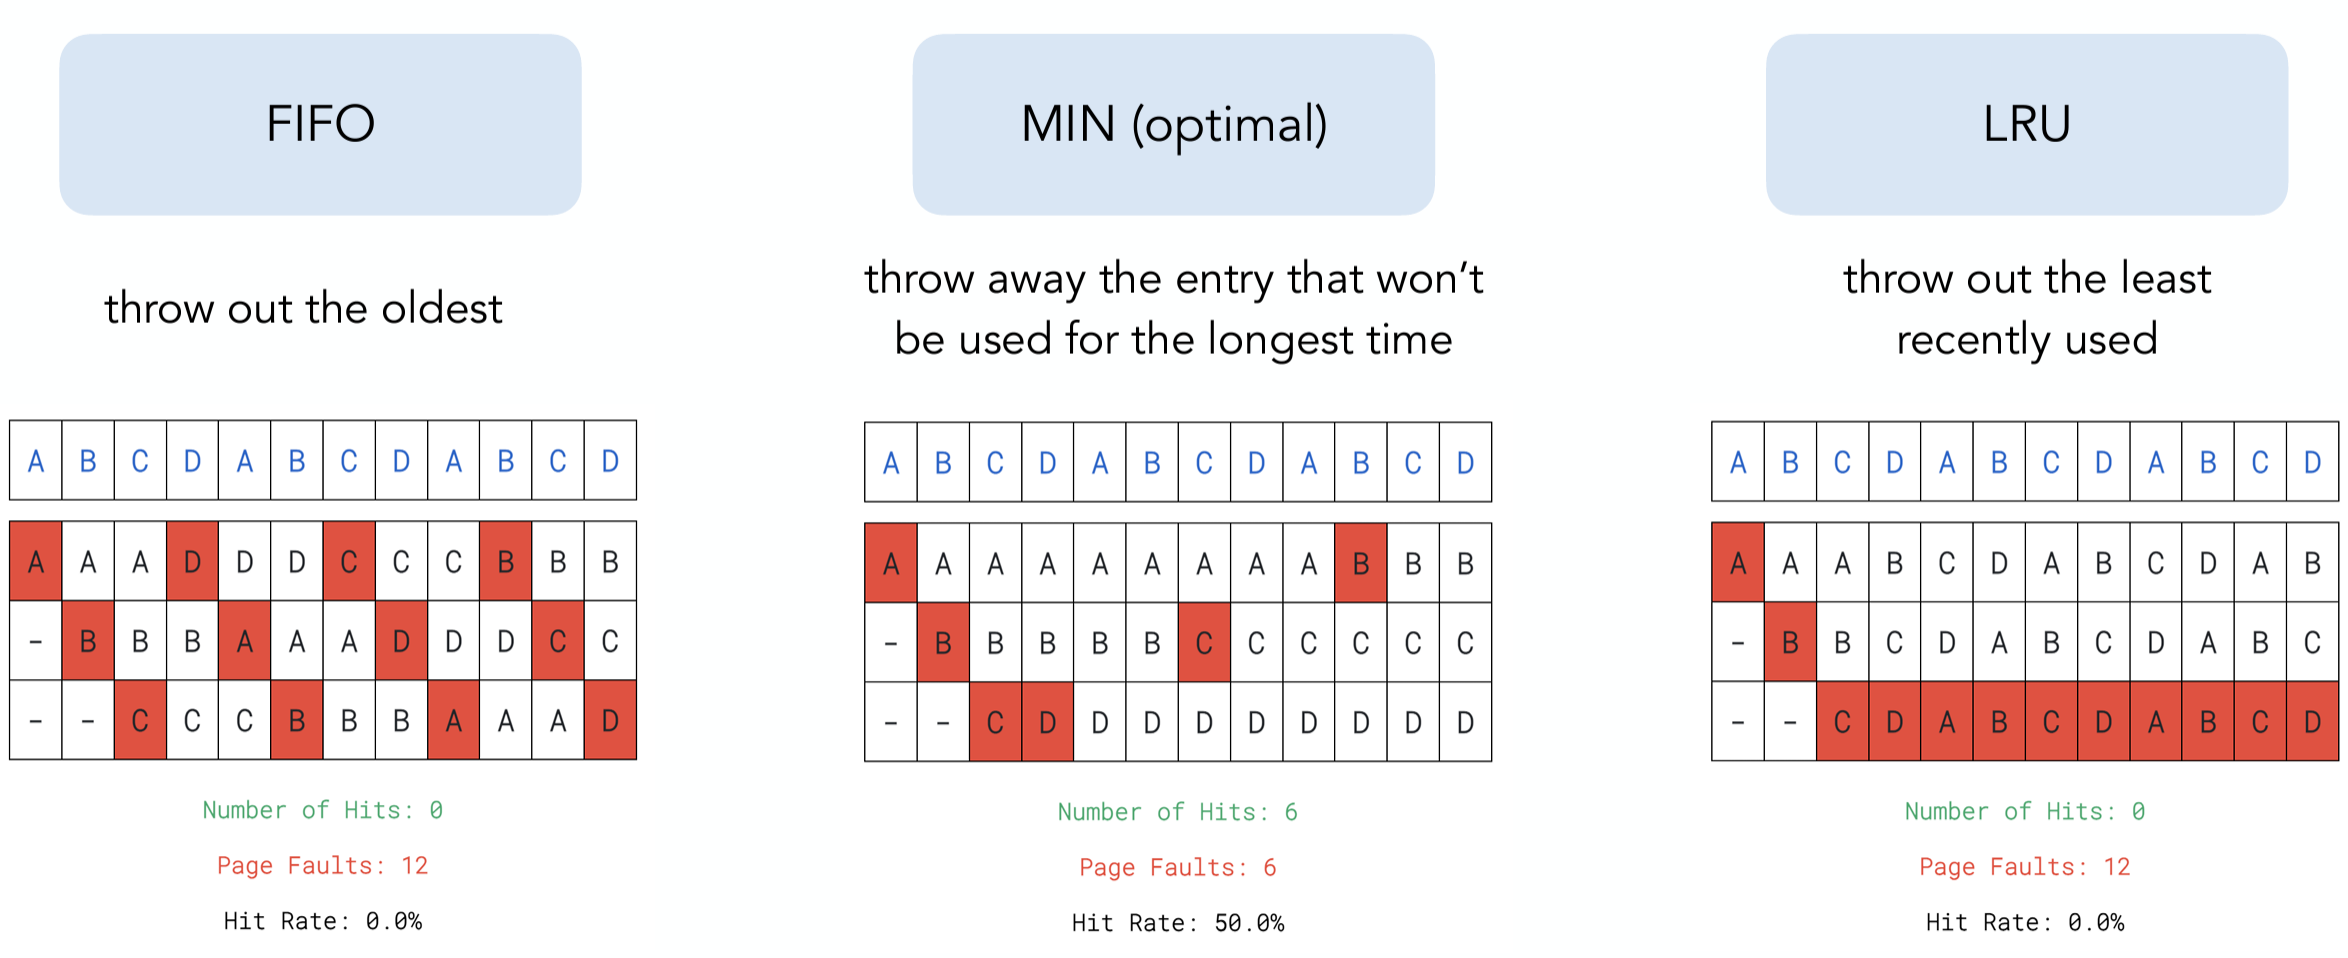 FIFO
throw out the oldest
A B C D A B C D A B C D
A A A D D D C C C B B B
- B B B A A A D D D C C
- - C C C B B B A A A D
Number of Hits: 0
Page Faults: 12
Hit Rate: 0.0%
MIN (optimal)
throw away the entry that won't
be used for the longest time
A B C D A B C D A B C D
A A A A A A A A A B B B
- B B B B B C C C C C C
- - C D D D D D D D D D
Number of Hits: 6
Page Faults: 6
Hit Rate: 50.0%
LRU
throw out the least
recently used
A B C D A B C D A B C D
A A A B C D A B C D A B
- B B C D A B C D A B C
- - C D A B C D A B C D
Number of Hits: 0
Page Faults: 12
Hit Rate: 0.0%